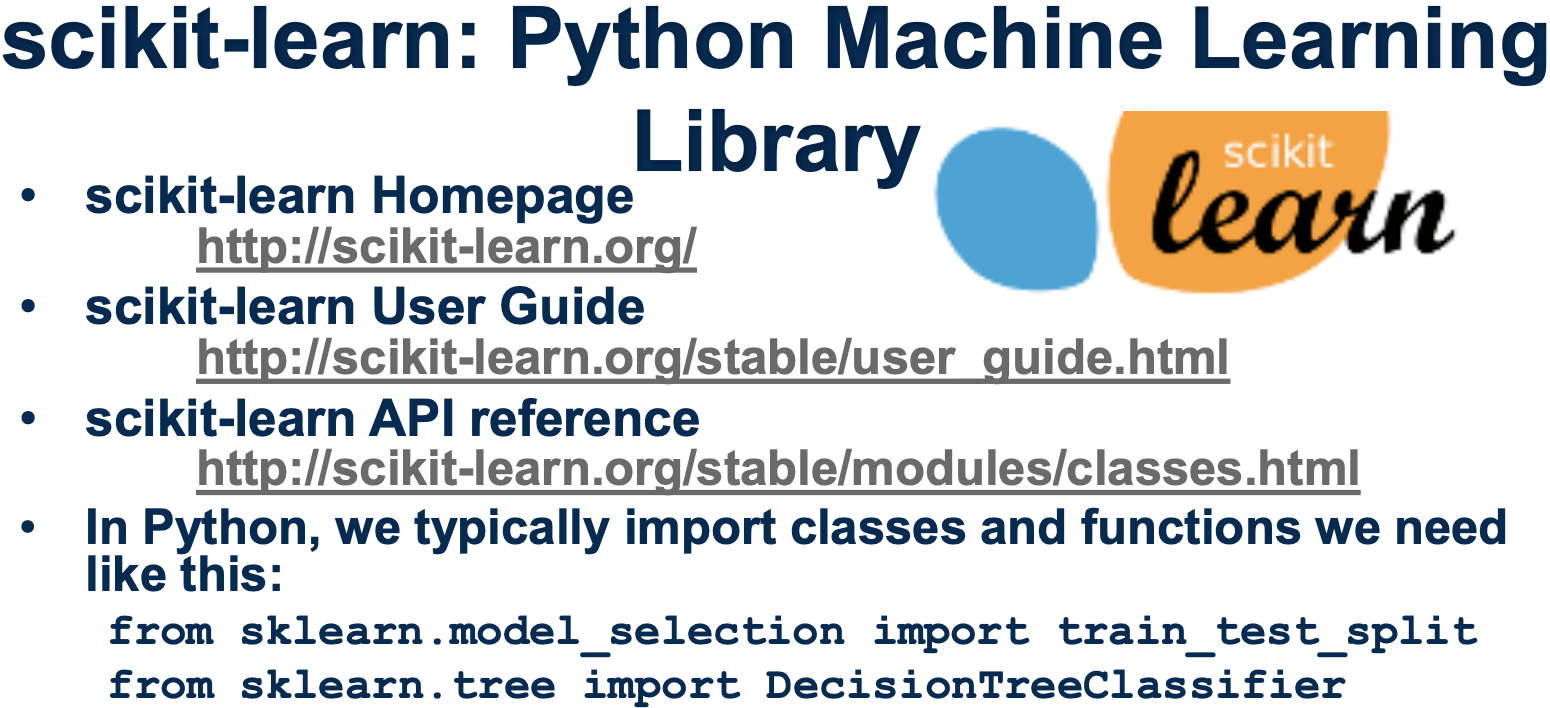 scikit-learn: Python Machine Learning
Library
scikit
learn
• scikit-learn Homepage
http://scikit-learn.org/
• scikit-learn User Guide
http://scikit-learn.org/stable/user_guide.html
• scikit-learn API reference
http://scikit-learn.org/stable/modules/classes.html
• In Python, we typically import classes and functions we need
like this:
from sklearn.model_selection import train_test_split
from sklearn.tree import DecisionTreeClassifier